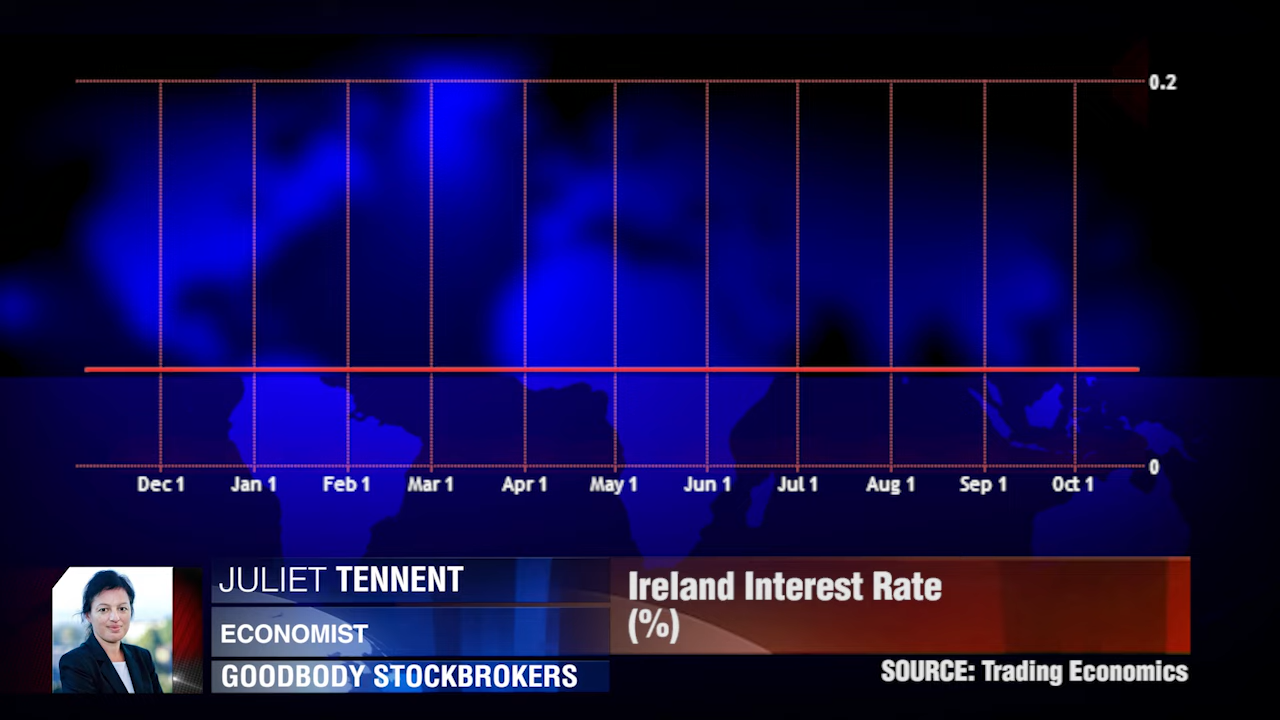 0.2
0
Dec 1 Jan 1 Feb 1 Mar 1 Apr 1 May 1 Jun 1 Jul 1 Aug 1 Sep 1 Oct 1
JULIET TENNENT
ECONOMIST
GOODBODY STOCKBROKERS
Ireland Interest Rate
(%)
SOURCE: Trading Economics